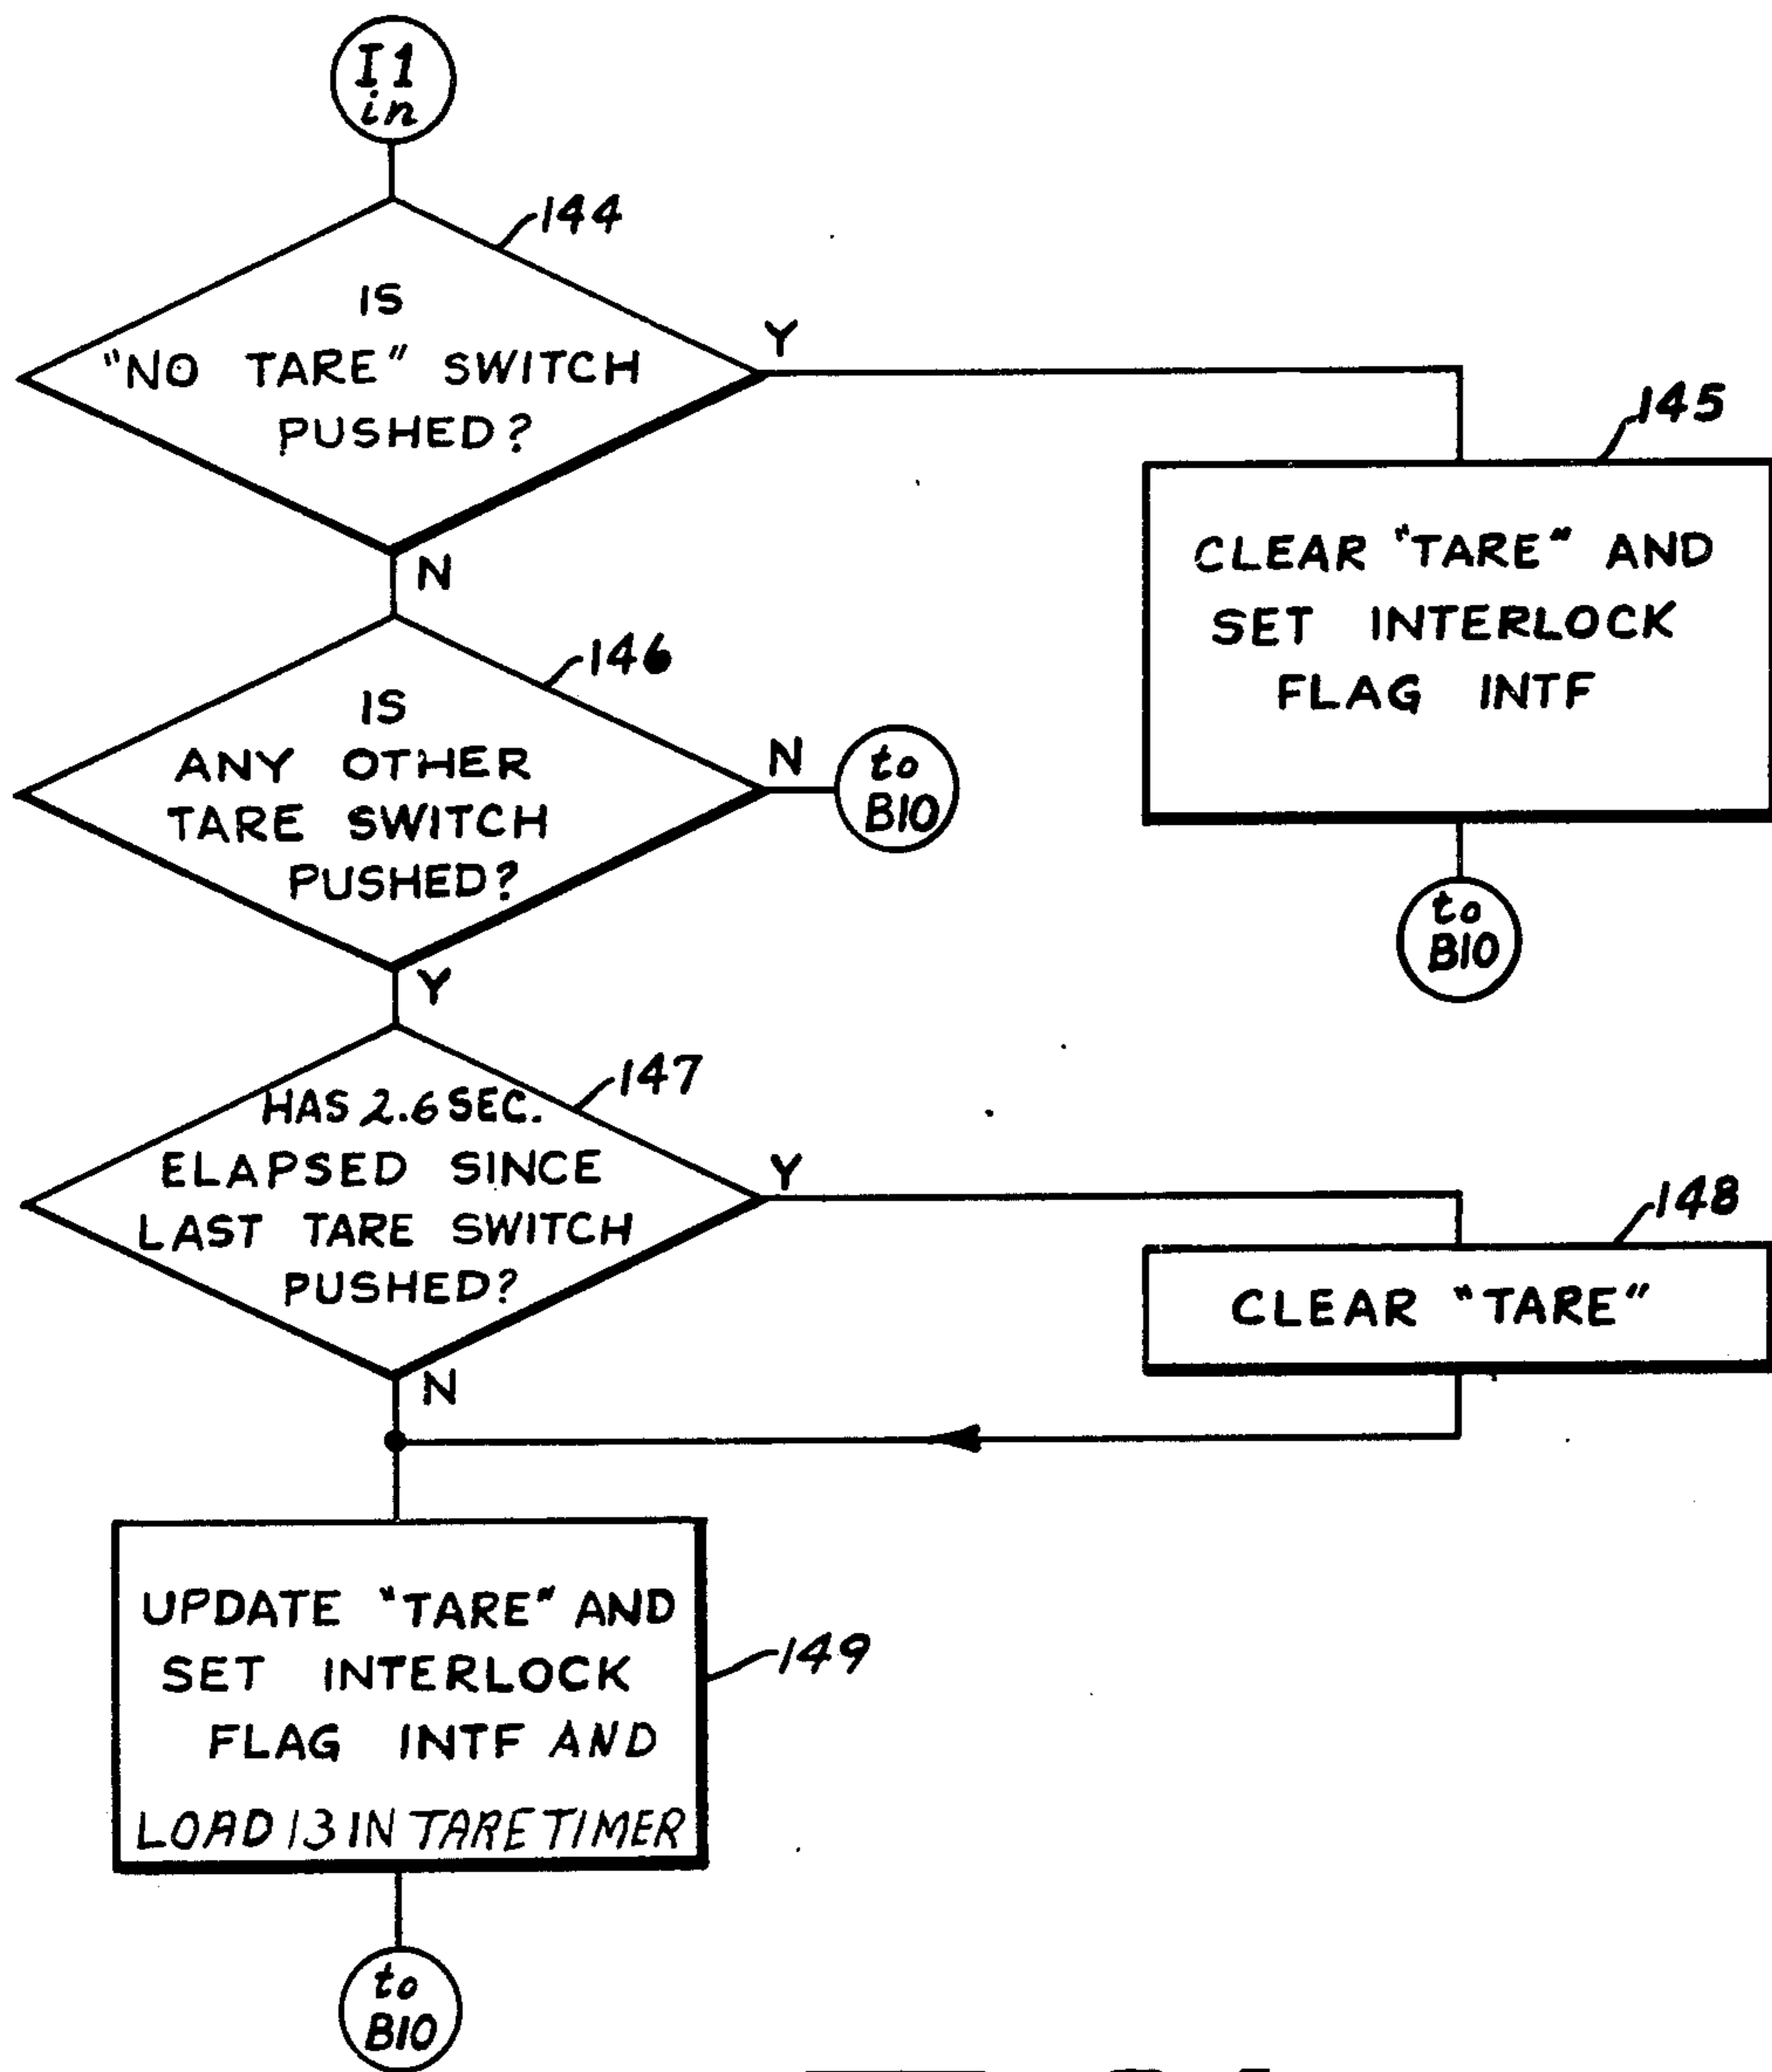 I1
in
144
IS
"NO TARE" SWITCH
PUSHED?
Y
N
145
CLEAR "TARE" AND
SET INTERLOCK
FLAG INTF
to
B10
146
IS
ANY OTHER
TARE SWITCH
PUSHED?
N
to
B10
Y
147
HAS 2.6 SEC.
ELAPSED SINCE
LAST TARE SWITCH
PUSHED?
Y
N
148
CLEAR "TARE"
149
UPDATE "TARE" AND
SET INTERLOCK
FLAG INTF AND
LOAD 13 IN TARE TIMER
to
B10